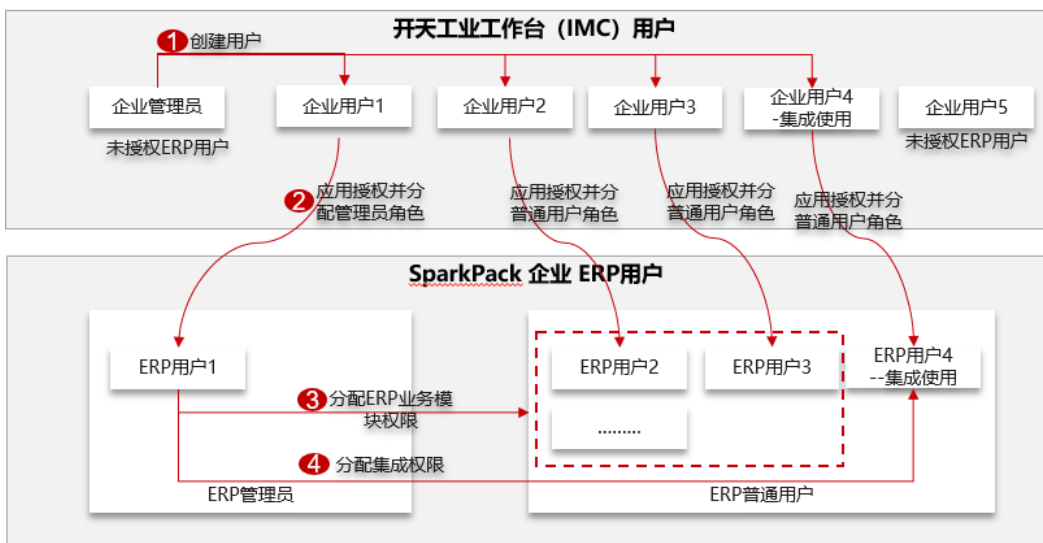 开天工业工作台（IMC）用户
1 创建用户
企业管理员
企业用户1
企业用户2
企业用户3
企业用户4
-集成使用
企业用户5
未授权ERP用户
未授权ERP用户
2 应用授权并分
配管理员角色
应用授权并分
普通用户角色
应用授权并分
普通用户角色
应用授权并分
普通用户角色
SparkPack 企业 ERP用户
ERP用户1
ERP用户2
ERP用户3
ERP用户4
--集成使用
3 分配ERP业务模
块权限
.........
4 分配集成权限
ERP管理员
ERP普通用户